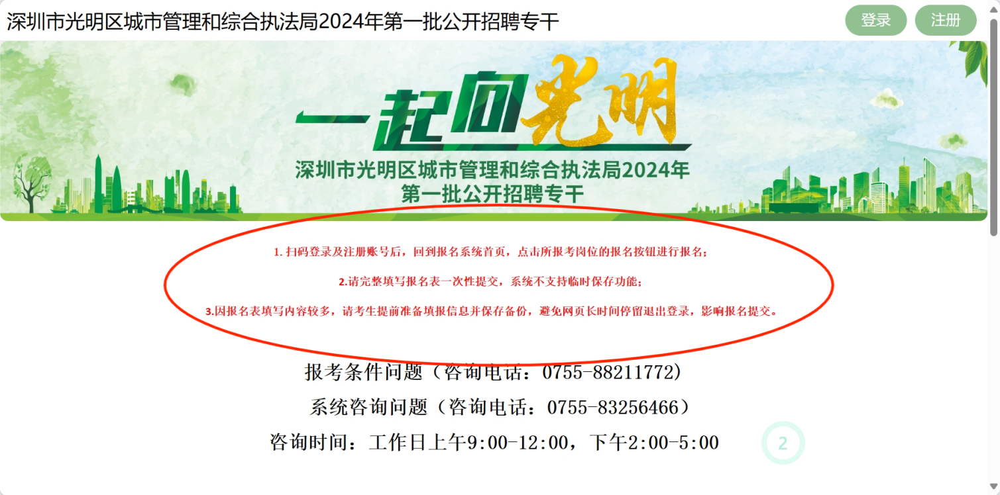 深圳市光明区城市管理和综合执法局2024年第一批公开招聘专干
登录
注册
一起向光明
深圳市光明区城市管理和综合执法局2024年
第一批公开招聘专干
1. 扫码登录及注册账号后，回到报名系统首页，点击所报考岗位的报名按钮进行报名；
2.请完整填写报名表一次性提交，系统不支持临时保存功能；
3.因报名表填写内容较多，请考生提前准备填报信息并保存备份，避免网页长时间停留退出登录，影响报名提交。
报考条件问题（咨询电话：0755-88211772）
系统咨询问题（咨询电话：0755-83256466）
咨询时间：工作日上午9:00-12:00，下午2:00-5:00
2